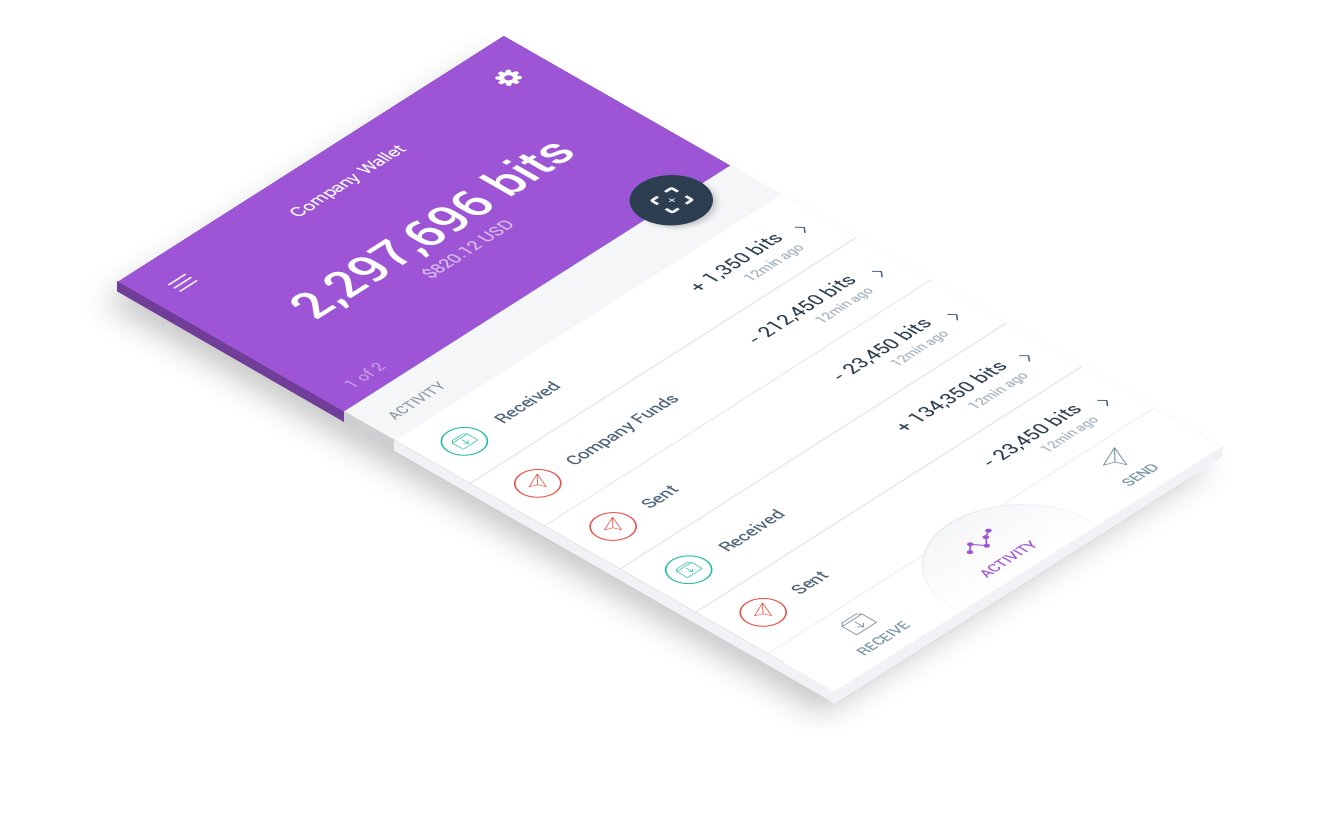 Company Wallet
2,297,696 bits
$820.12 USD
1 of 2
ACTIVITY
Received
+ 1,350 bits
12min ago
Company Funds
- 212,450 bits
12min ago
Sent
- 23,450 bits
12min ago
Received
+ 134,350 bits
12min ago
Sent
- 23,450 bits
12min ago
RECEIVE
ACTIVITY
SEND